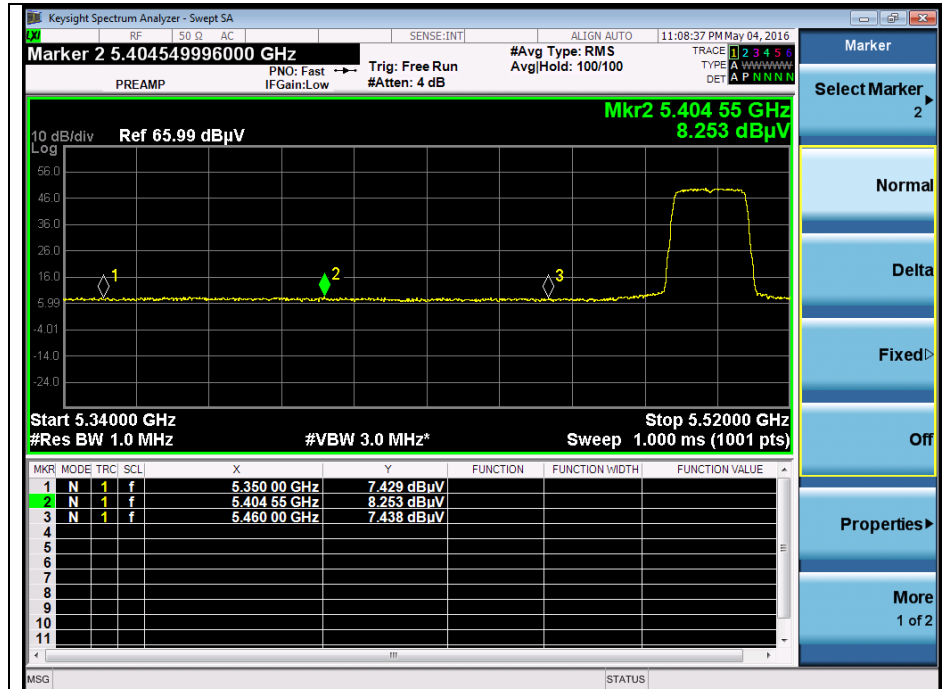 Keysight Spectrum Analyzer - Swept SA
LXI RF 50 Ω AC SENSE:INT ALIGN AUTO 11:08:37 PM May 04, 2016
Marker 2 5.404549996000 GHz
PREAMP
PNO: Fast
IFGain:Low
Trig: Free Run
#Atten: 4 dB
#Avg Type: RMS
Avg|Hold: 100/100
TRACE 1 2 3 4 5 6
TYPE A WWWWW
DET A P N N N N
Mkr2 5.404 55 GHz
8.253 dBµV
10 dB/div Ref 65.99 dBµV
Log
56.0
46.0
36.0
26.0
16.0
5.99
-4.01
-14.0
-24.0
1
2
3
Start 5.34000 GHz Stop 5.52000 GHz
#Res BW 1.0 MHz #VBW 3.0 MHz* Sweep 1.000 ms (1001 pts)
MKR MODE TRC SCL X Y FUNCTION FUNCTION WIDTH FUNCTION VALUE
1 N 1 f 5.350 00 GHz 7.429 dBµV
2 N 1 f 5.404 55 GHz 8.253 dBµV
3 N 1 f 5.460 00 GHz 7.438 dBµV
4
5
6
7
8
9
10
11
MSG STATUS
Marker
Select Marker
2
Normal
Delta
Fixed
Off
Properties
More
1 of 2